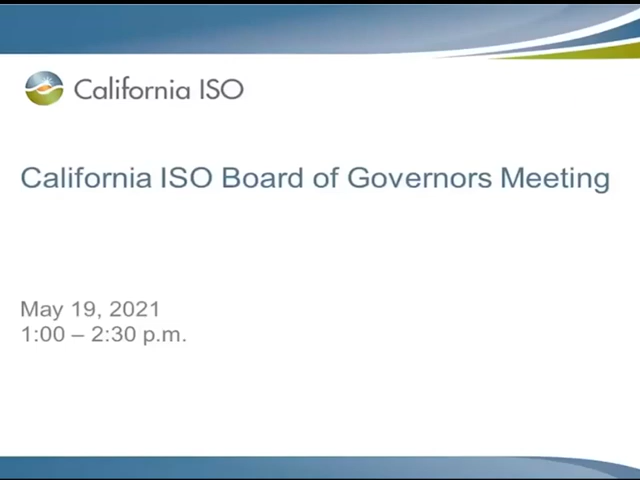 California ISO
California ISO Board of Governors Meeting
May 19, 2021
1:00 – 2:30 p.m.